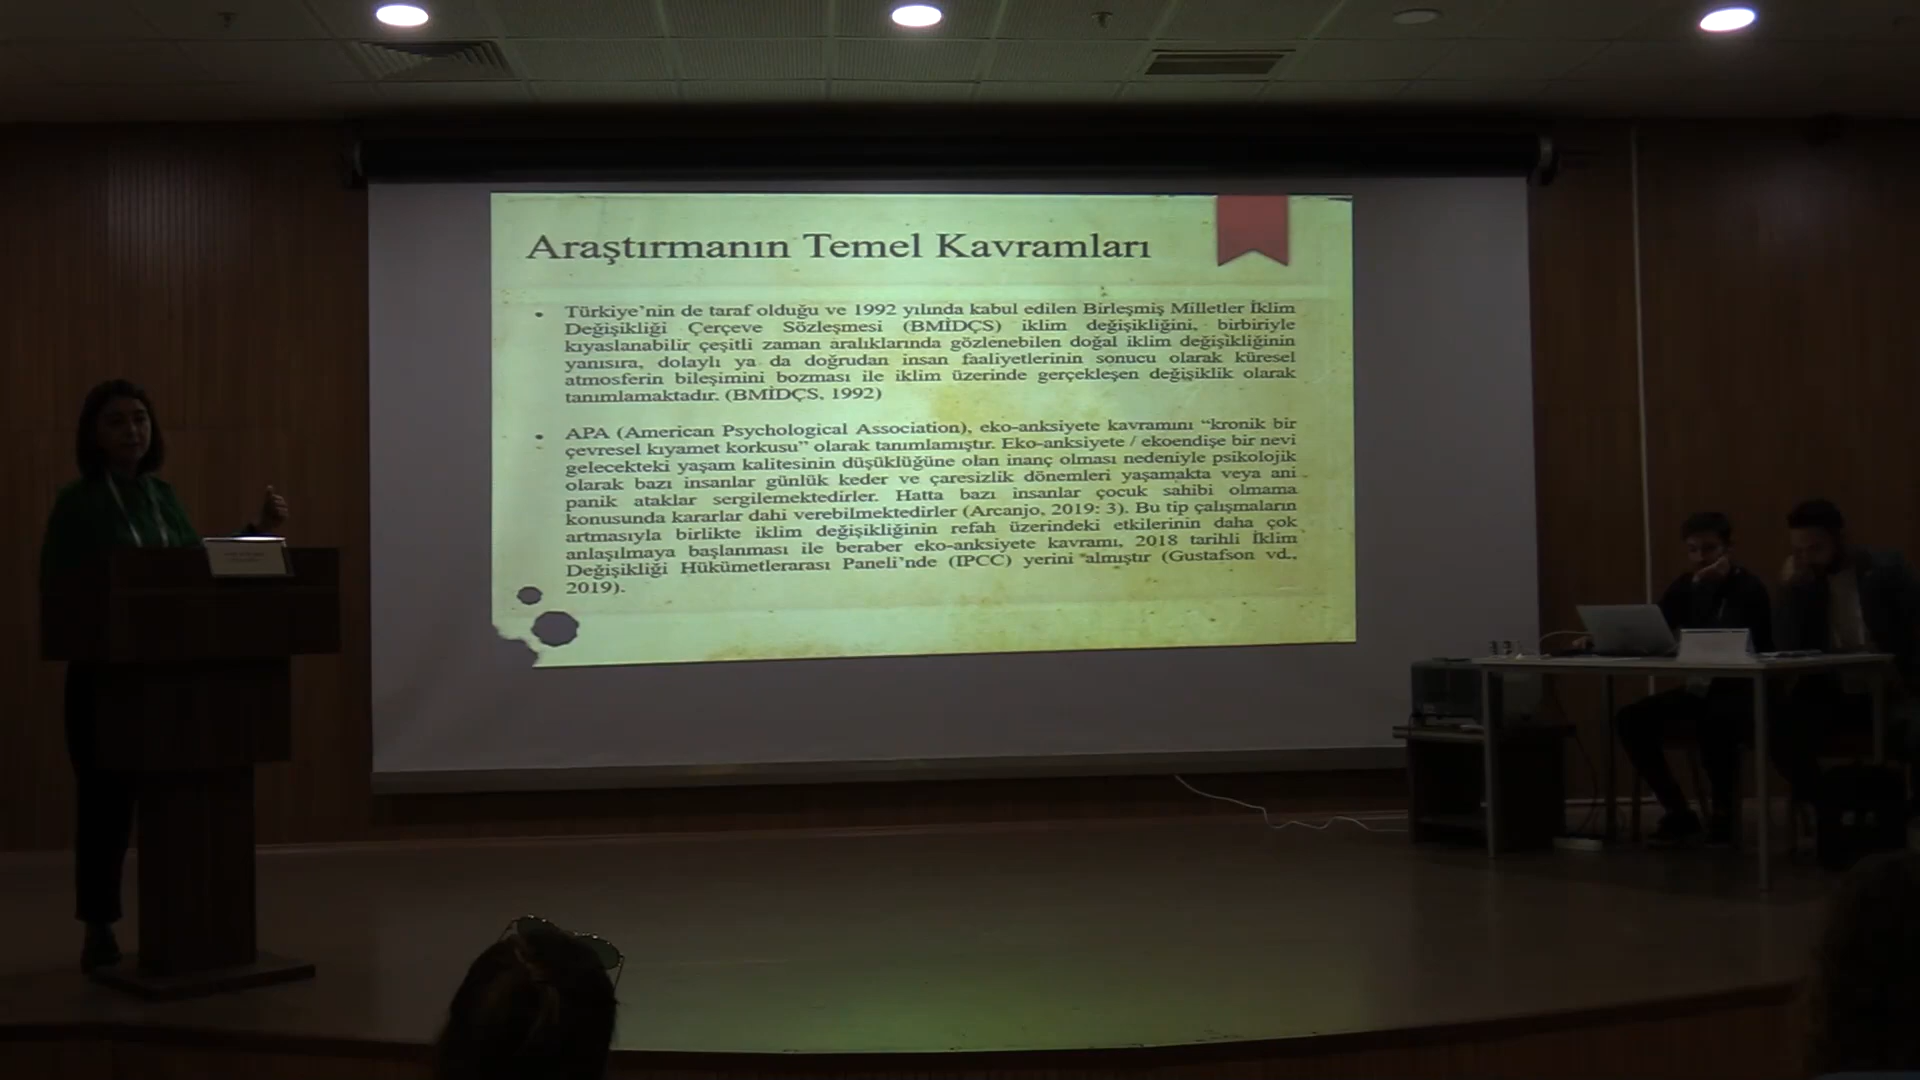 Araştırmanın Temel Kavramları
• Türkiye'nin de taraf olduğu ve 1992 yılında kabul edilen Birleşmiş Milletler İklim
Değişikliği Çerçeve Sözleşmesi (BMİDÇS) iklim değişikliğini, birbiriyle
kıyaslanabilir çeşitli zaman aralıklarında gözlenebilen doğal iklim değişikliğinin
yanısıra, dolaylı ya da doğrudan insan faaliyetlerinin sonucu olarak küresel
atmosferin bileşimini bozması ile iklim üzerinde gerçekleşen değişiklik olarak
tanımlamaktadır. (BMİDÇS, 1992)
• APA (American Psychological Association), eko-anksiyete kavramını “kronik bir
çevresel kıyamet korkusu” olarak tanımlamıştır. Eko-anksiyete / ekoendişe bir nevi
gelecekteki yaşam kalitesinin düşüklüğüne olan inanç olması nedeniyle psikolojik
olarak bazı insanlar günlük keder ve çaresizlik dönemleri yaşamakta veya ani
panik ataklar sergilemektedirler. Hatta bazı insanlar çocuk sahibi olmama
konusunda kararlar dahi verebilmektedirler (Arcanjo, 2019: 3). Bu tip çalışmaların
artmasıyla birlikte iklim değişikliğinin refah üzerindeki etkilerinin daha çok
anlaşılmaya başlanması ile beraber eko-anksiyete kavramı, 2018 tarihli İklim
Değişikliği Hükümetlerarası Paneli’nde (IPCC) yerini almıştır (Gustafson vd.,
2019).